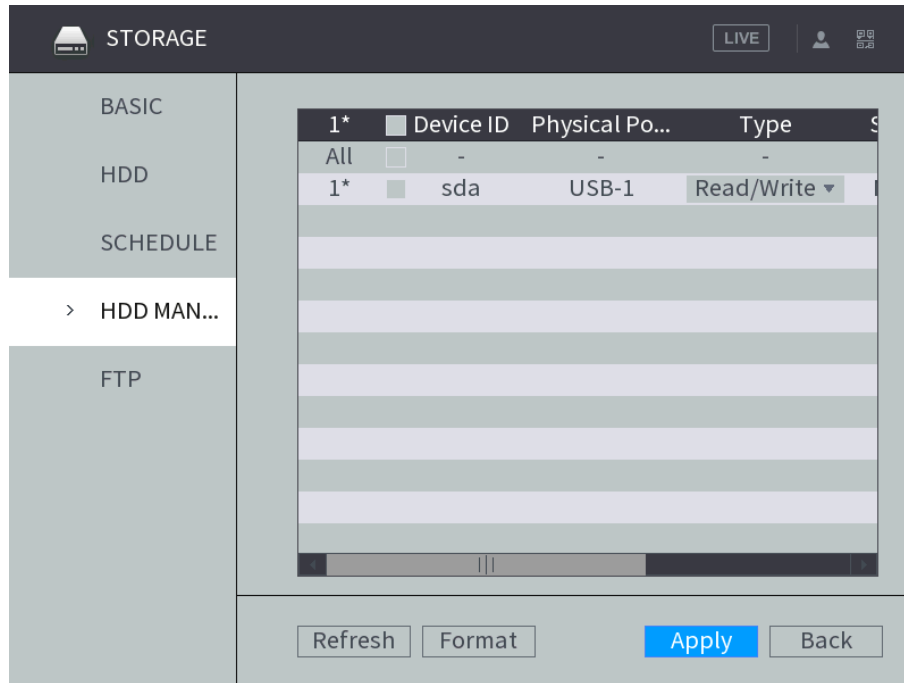 STORAGE LIVE
BASIC
HDD
SCHEDULE
HDD MAN...
FTP
1* Device ID Physical Po... Type
All - - -
1* sda USB-1 Read/Write
Refresh Format Apply Back